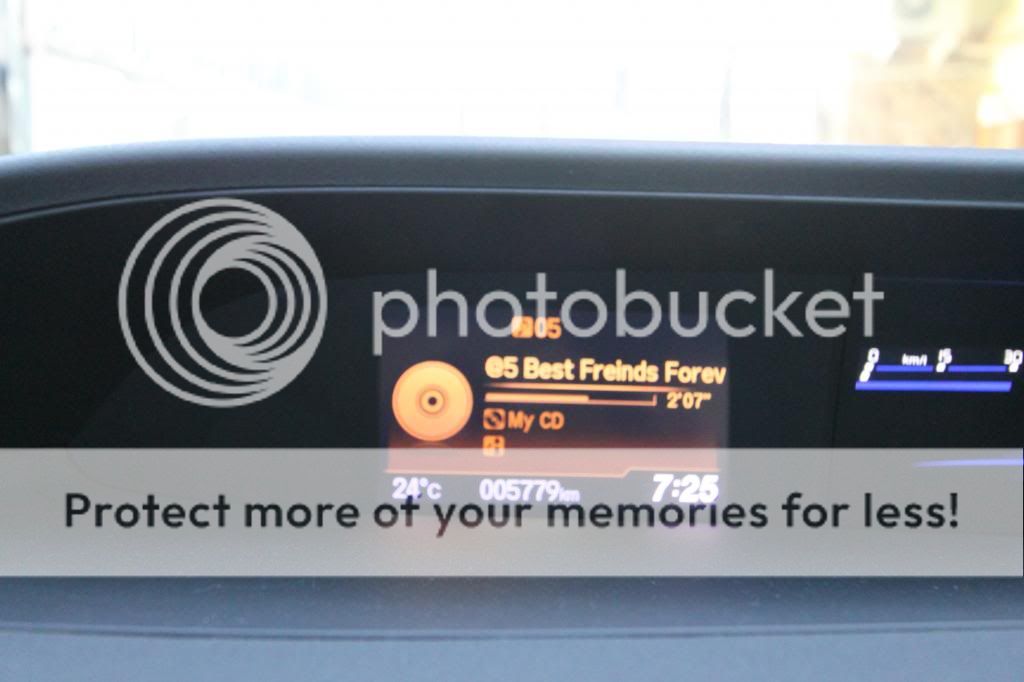 photobucket
05
@5 Best Freinds Forev
2'07"
My CD
24°c 005779km 7:25
0 km/l 15 30
Protect more of your memories for less!